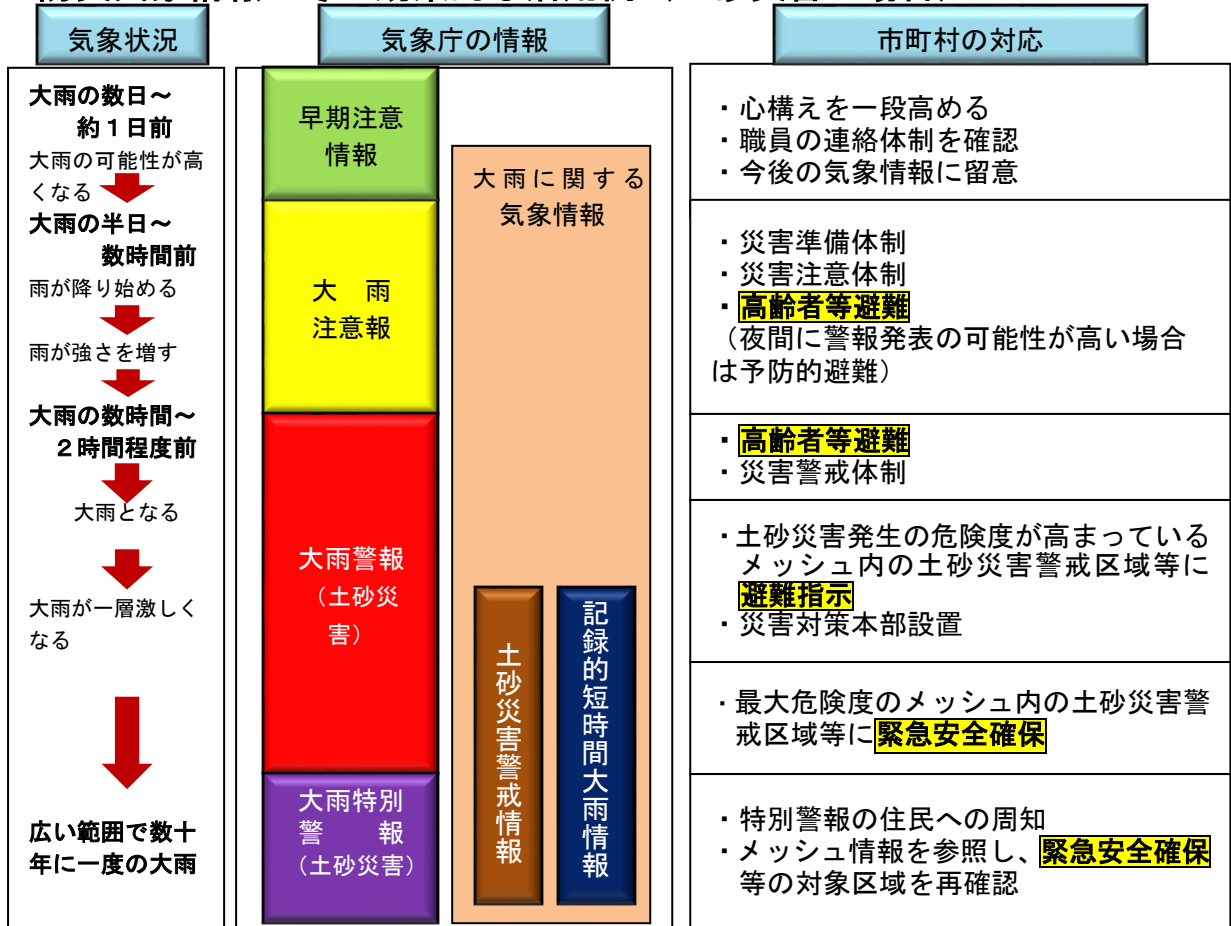 気象状況
気象庁の情報
市町村の対応
大雨の数日～
約１日前
大雨の可能性が高
くなる
大雨の半日～
数時間前
雨が降り始める
雨が強さを増す
大雨の数時間～
２時間程度前
大雨となる
大雨が一層激しく
なる
広い範囲で数十
年に一度の大雨
早期注意
情報
大　雨
注意報
大雨警報
（土砂災
害）
大雨特別
警　　報
（土砂災害）
大雨に関する
気象情報
土砂災害警戒情報
記録的短時間大雨情報
・心構えを一段高める
・職員の連絡体制を確認
・今後の気象情報に留意
・災害準備体制
・災害注意体制
・高齢者等避難
（夜間に警報発表の可能性が高い場合
は予防的避難）
・高齢者等避難
・災害警戒体制
・土砂災害発生の危険度が高まっている
メッシュ内の土砂災害警戒区域等に
避難指示
・災害対策本部設置
・最大危険度のメッシュ内の土砂災害警
戒区域等に緊急安全確保
・特別警報の住民への周知
・メッシュ情報を参照し、緊急安全確保
等の対象区域を再確認